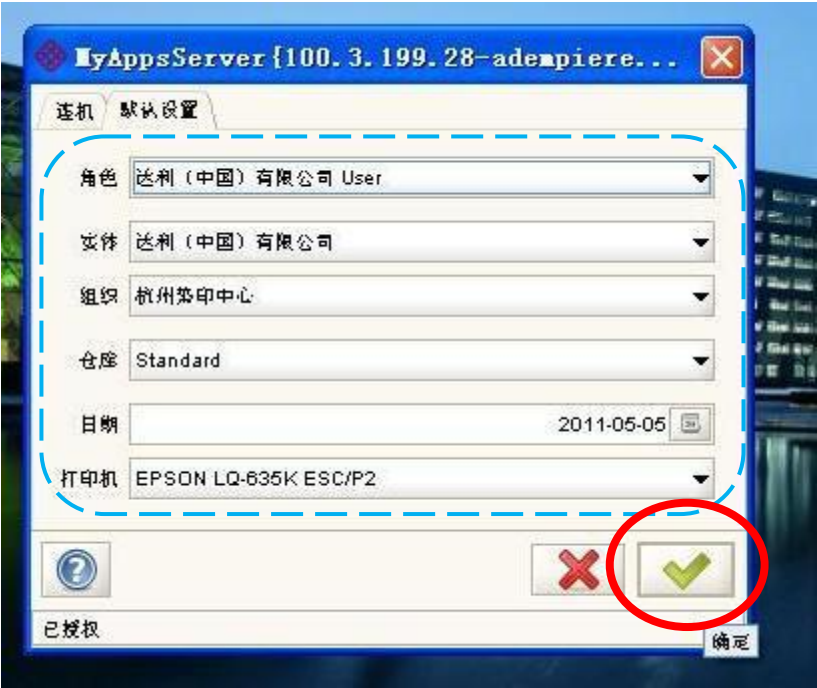 MyAppsServer{100.3.199.28-adempiere...
连机 默认设置
角色 达利（中国）有限公司 User
实体 达利（中国）有限公司
组织 杭州警印中心
仓库 Standard
日期 2011-05-05
打印机 EPSON LQ-635K ESC/P2
已授权
确定